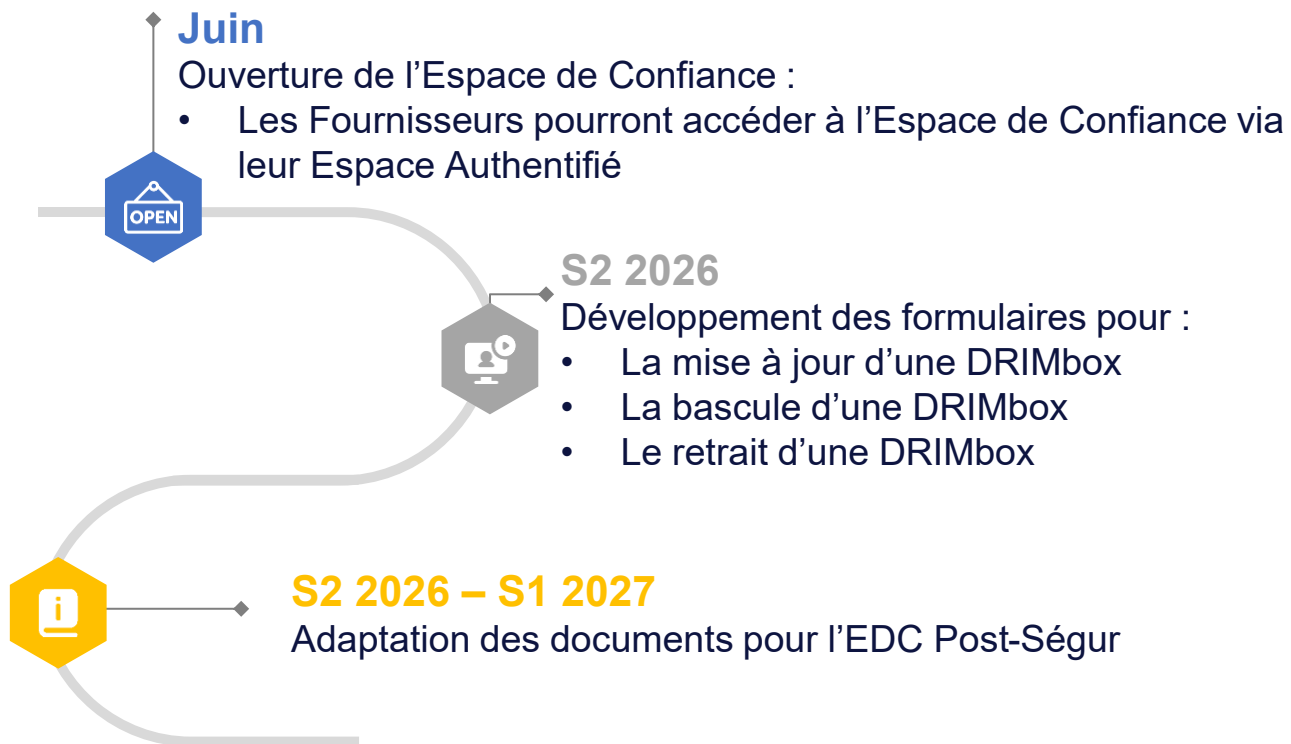 Juin
Ouverture de l’Espace de Confiance :
• Les Fournisseurs pourront accéder à l’Espace de Confiance via
leur Espace Authentifié
OPEN
S2 2026
Développement des formulaires pour :
• La mise à jour d’une DRIMbox
• La bascule d’une DRIMbox
• Le retrait d’une DRIMbox
i
S2 2026 – S1 2027
Adaptation des documents pour l’EDC Post-Ségur